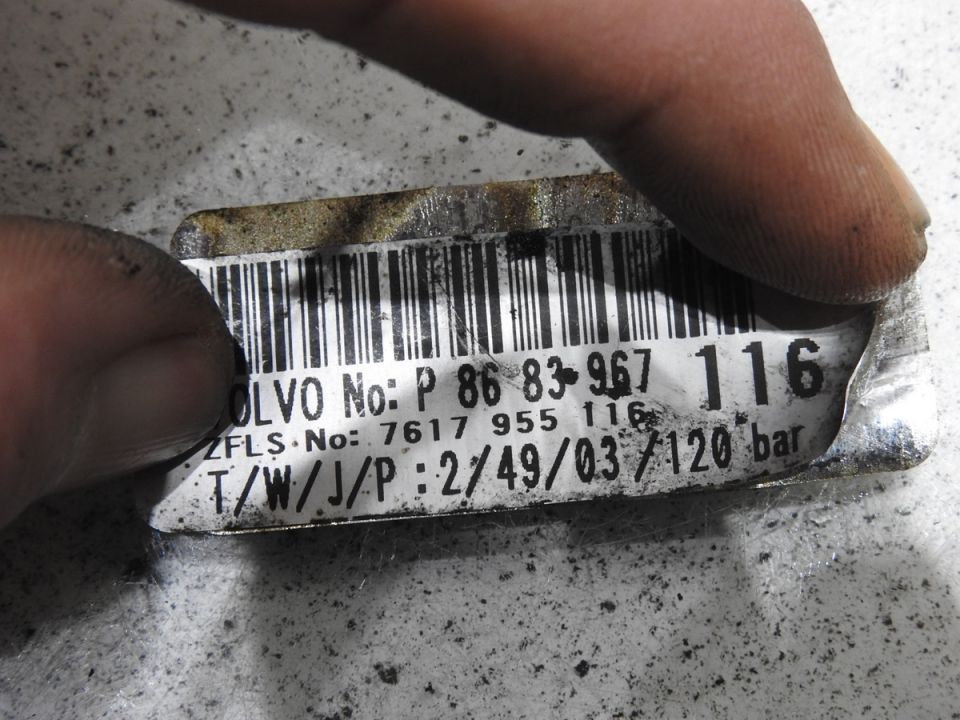 OLVO No: P 86 83 967 116
ZFLS No: 7617 955 116
T/W/J/P : 2/49/03/120 bar